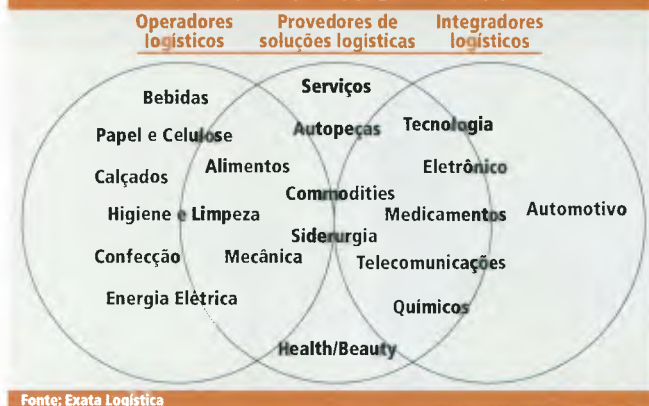 Operadores logísticos
Provedores de soluções logísticas
Integradores logísticos
Bebidas
Serviços
Papel e Celulose
Autopeças
Tecnologia
Alimentos
Eletrônico
Calçados
Commodities
Higiene e Limpeza
Medicamentos
Automotivo
Siderurgia
Confecção
Mecânica
Telecomunicações
Energia Elétrica
Químicos
Health/Beauty
Fonte: Exata Logística